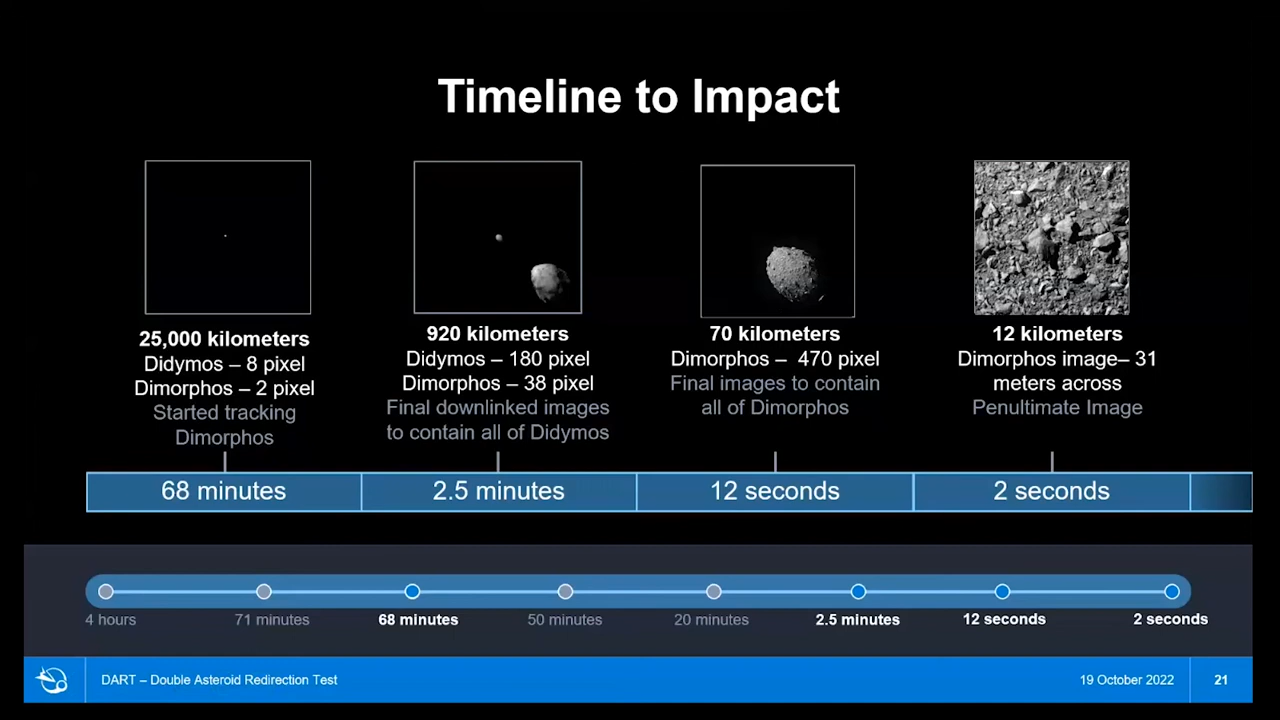 Timeline to Impact
25,000 kilometers
Didymos – 8 pixel
Dimorphos – 2 pixel
Started tracking
Dimorphos
920 kilometers
Didymos – 180 pixel
Dimorphos – 38 pixel
Final downlinked images
to contain all of Didymos
70 kilometers
Dimorphos – 470 pixel
Final images to contain
all of Dimorphos
12 kilometers
Dimorphos image– 31
meters across
Penultimate Image
68 minutes
2.5 minutes
12 seconds
2 seconds
4 hours
71 minutes
68 minutes
50 minutes
20 minutes
2.5 minutes
12 seconds
2 seconds
DART – Double Asteroid Redirection Test
19 October 2022
21